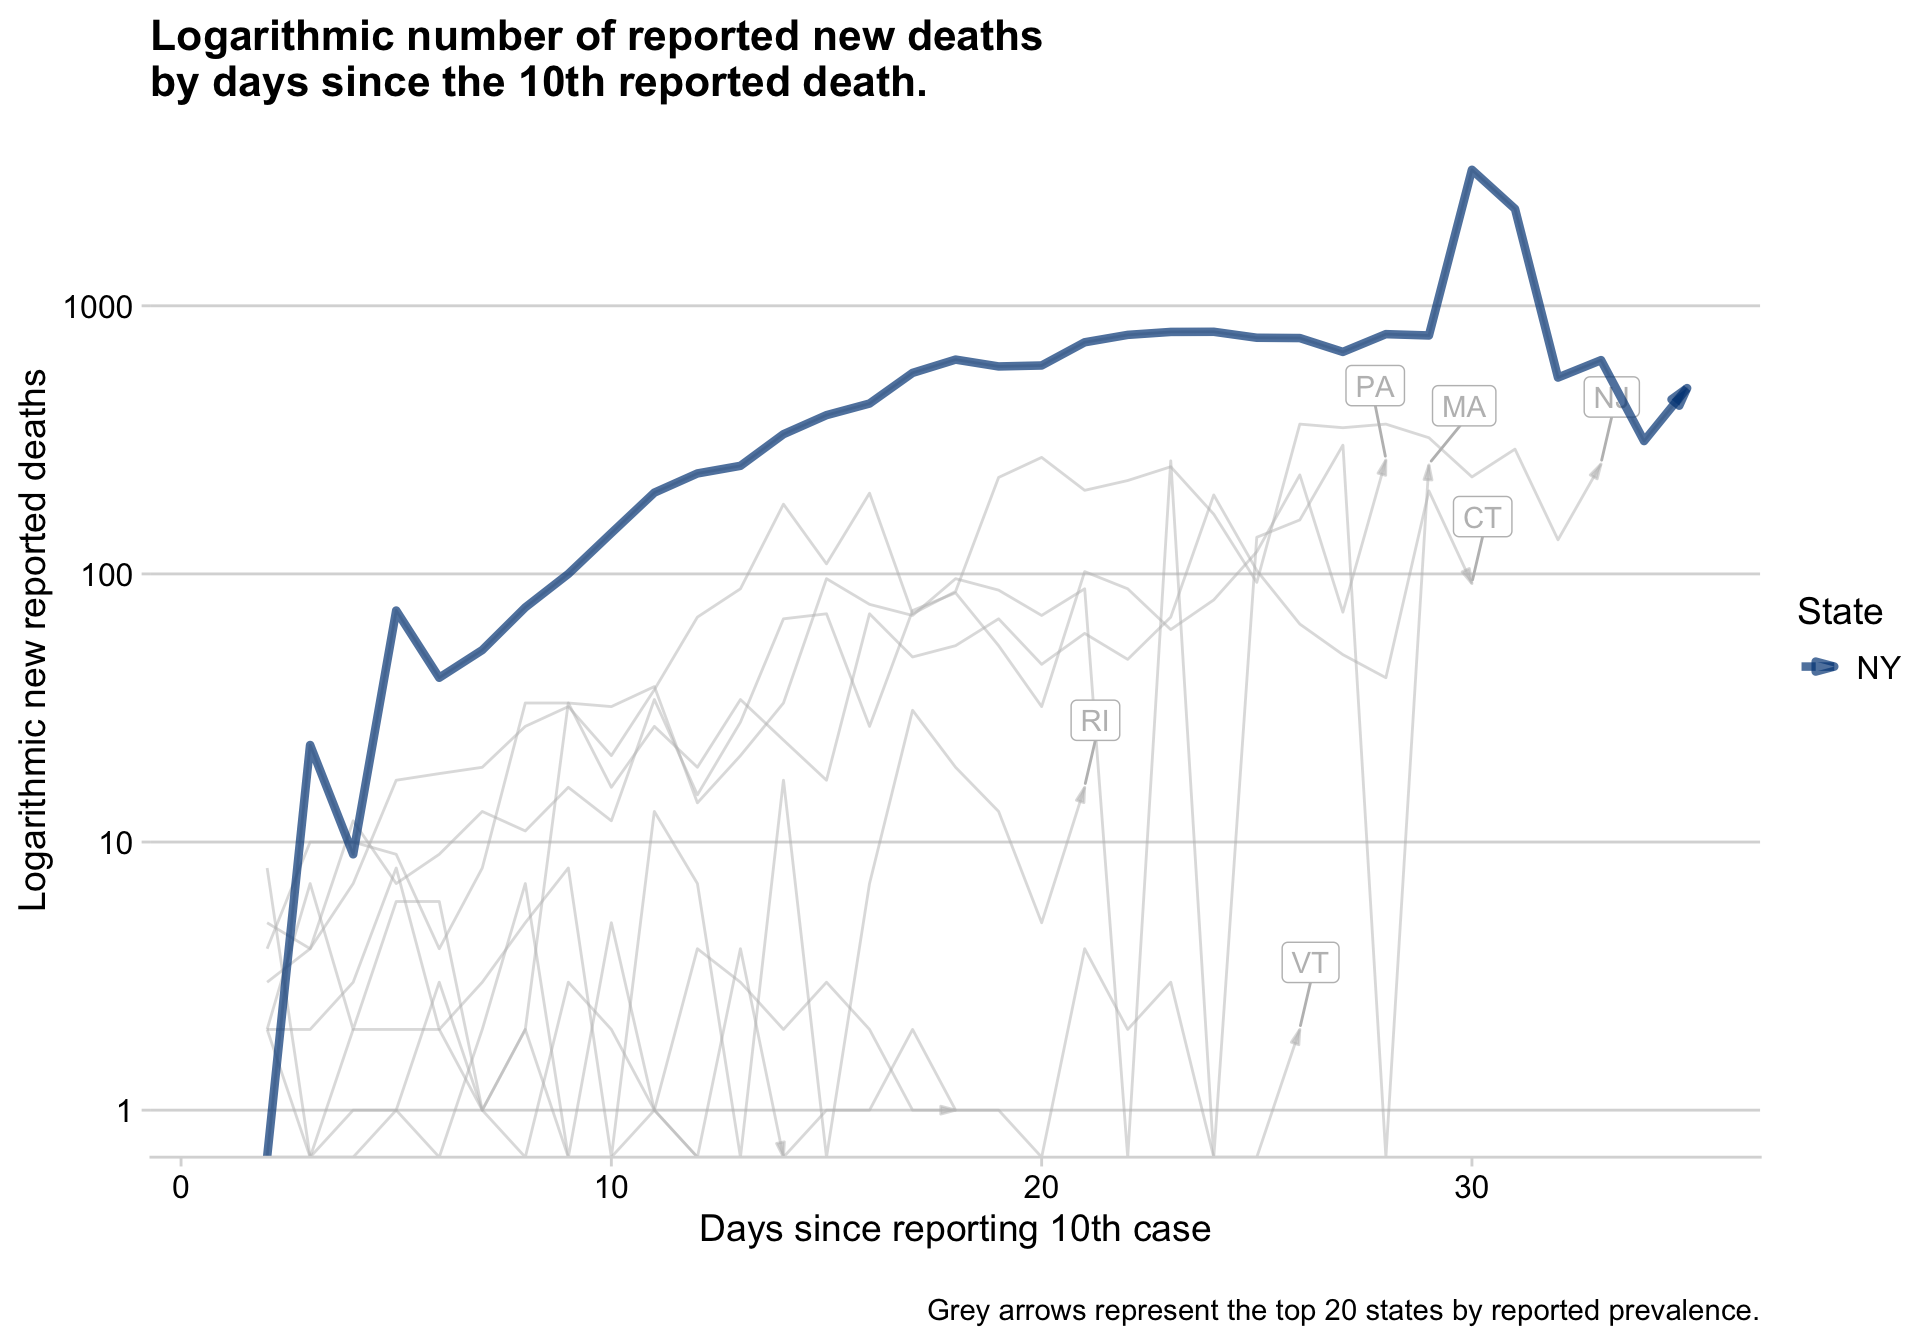 Logarithmic number of reported new deaths
by days since the 10th reported death.
Logarithmic new reported deaths
1000
100
10
1
PA
MA
NJ
CT
RI
VT
State
NY
0 10 20 30
Days since reporting 10th case
Grey arrows represent the top 20 states by reported prevalence.